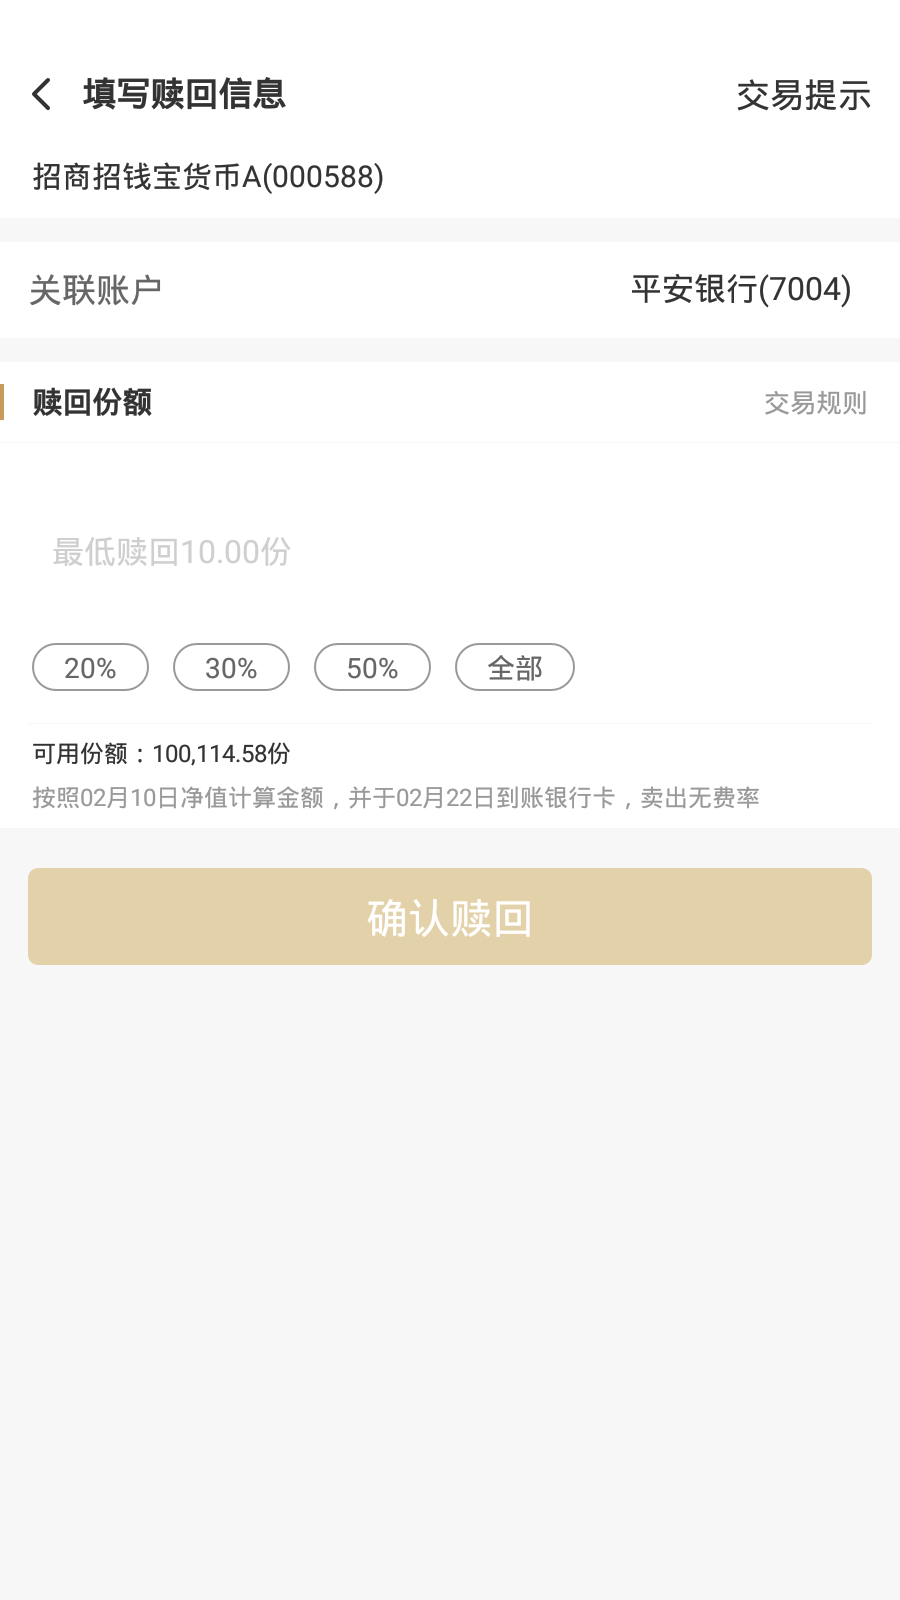 填写赎回信息 交易提示
招商招钱宝货币A(000588)
关联账户 平安银行(7004)
赎回份额 交易规则
最低赎回10.00份
20% 30% 50% 全部
可用份额：100,114.58份
按照02月10日净值计算金额，并于02月22日到账银行卡，卖出无费率
确认赎回